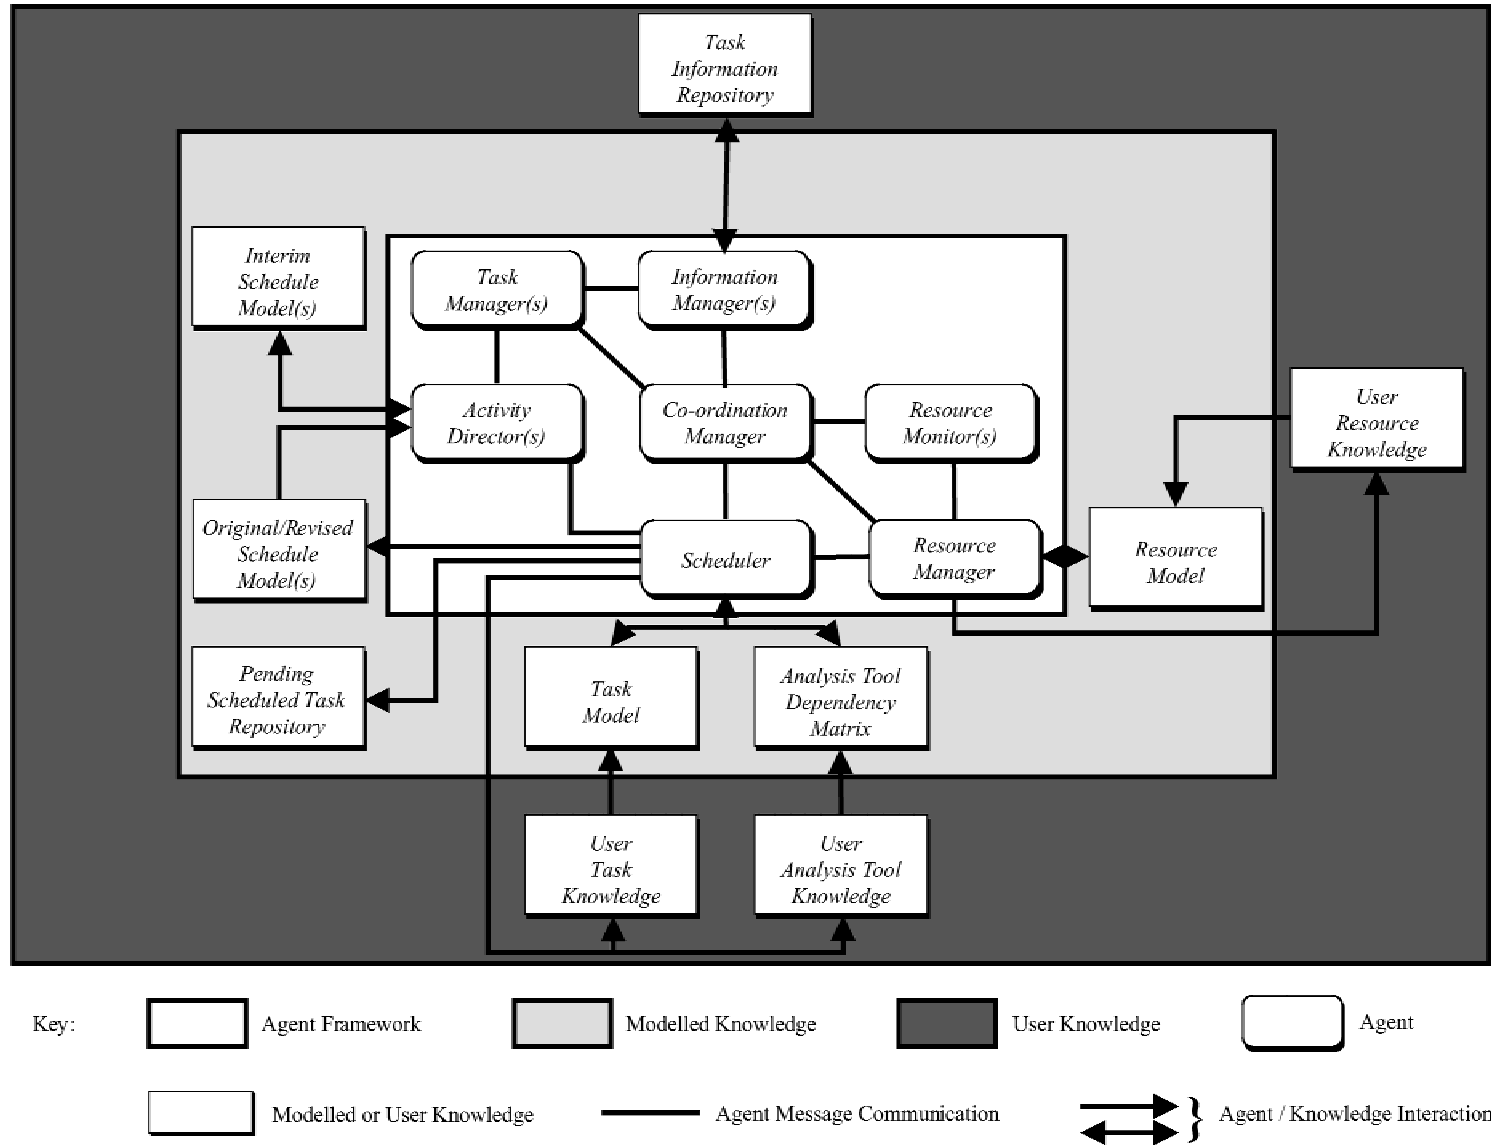 Task
Information
Repository
Interim
Schedule
Model(s)
Task
Manager(s)
Information
Manager(s)
Activity
Director(s)
Co-ordination
Manager
Resource
Monitor(s)
User
Resource
Knowledge
Original/Revised
Schedule
Model(s)
Scheduler
Resource
Manager
Resource
Model
Pending
Scheduled Task
Repository
Task
Model
Analysis Tool
Dependency
Matrix
User
Task
Knowledge
User
Analysis Tool
Knowledge
Key:
Agent Framework
Modelled Knowledge
User Knowledge
Agent
Modelled or User Knowledge
Agent Message Communication
Agent / Knowledge Interaction